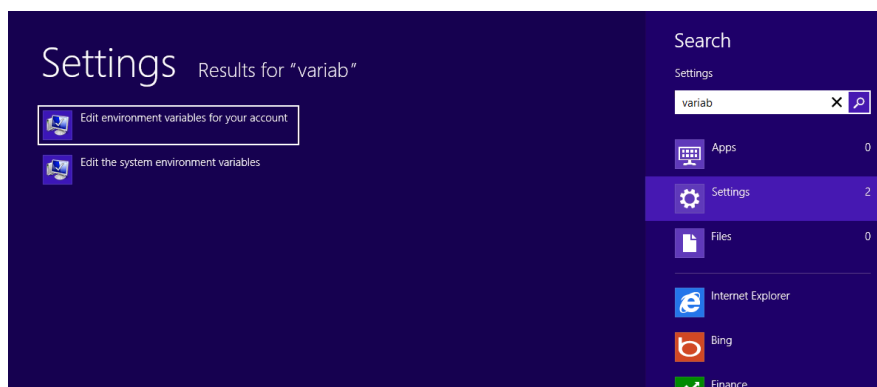 Settings Results for "variab"
Edit environment variables for your account
Edit the system environment variables
Search
Settings
variab
Apps 0
Settings 2
Files 0
Internet Explorer
Bing
Finance